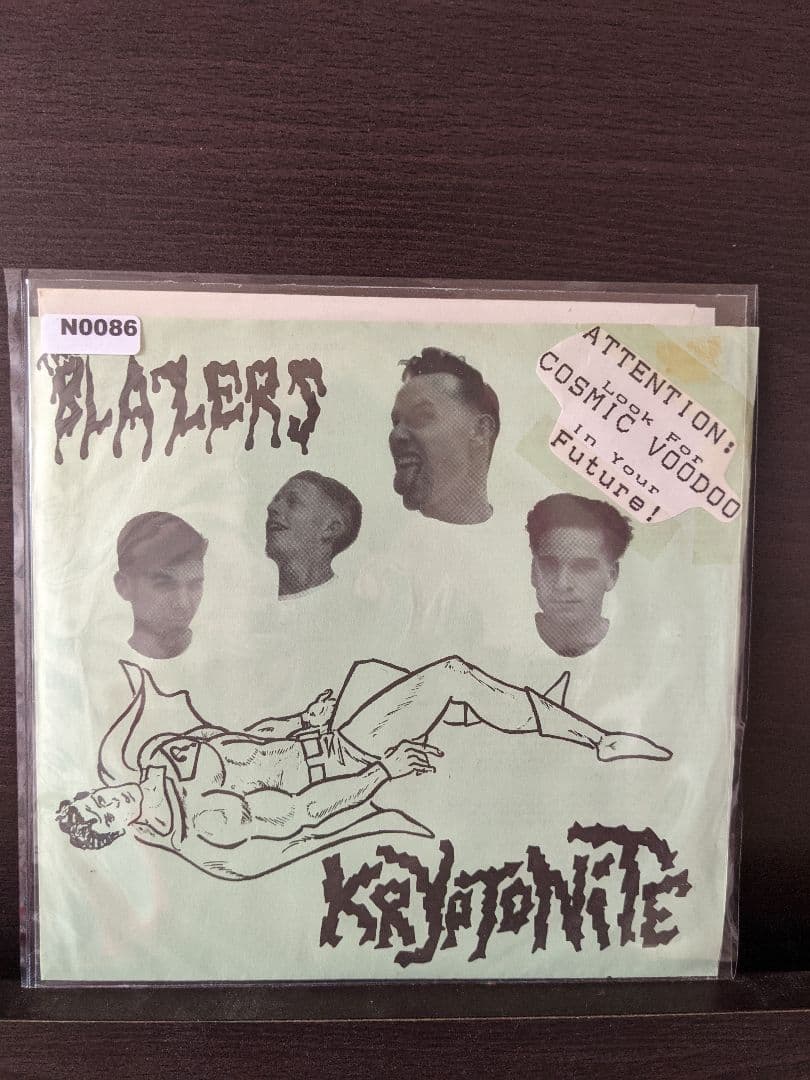 N0086
THE
BLAZERS
ATTENTION:
Look For
COSMIC VOODOO
In Your
Future!
KRYPTONiTE